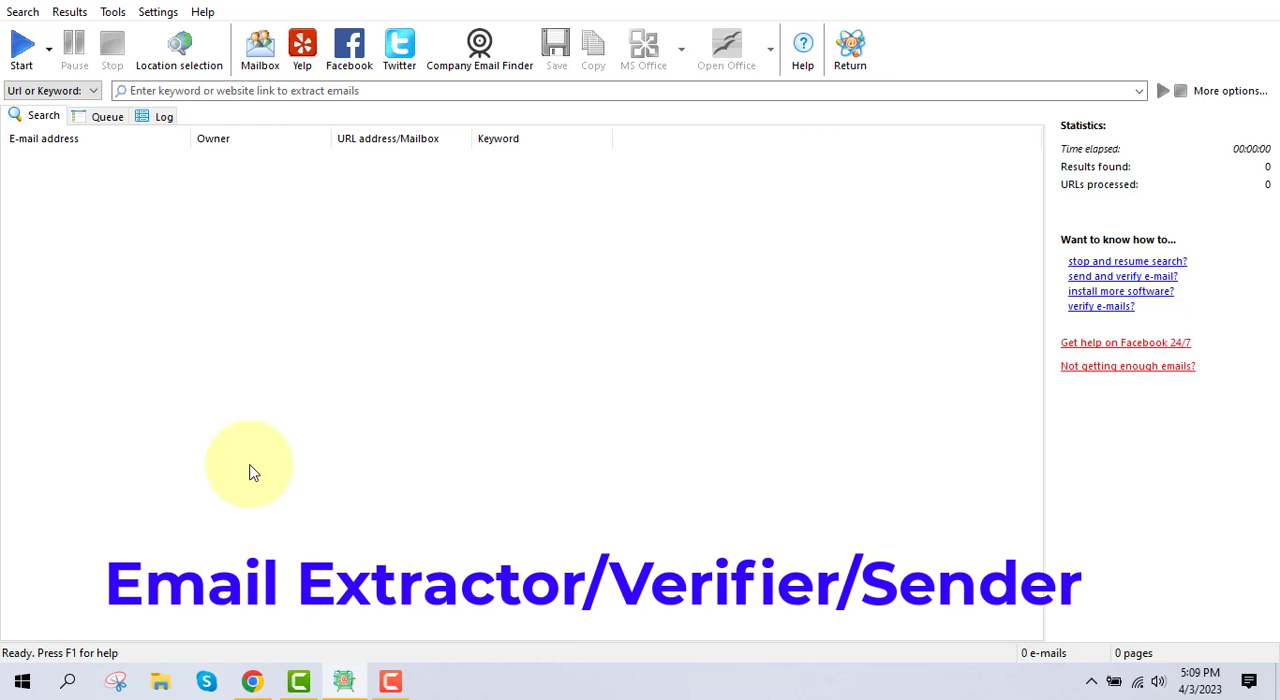 Search Results Tools Settings Help
Start Pause Stop Location selection Mailbox Yelp Facebook Twitter Company Email Finder Save Copy MS Office Open Office Help Return
Url or Keyword: Enter keyword or website link to extract emails More options...
Search Queue Log
E-mail address Owner URL address/Mailbox Keyword
Statistics:
Time elapsed: 00:00:00
Results found: 0
URLs processed: 0
Want to know how to...
stop and resume search?
send and verify e-mail?
install more software?
verify e-mails?
Get help on Facebook 24/7
Not getting enough emails?
Email Extractor/Verifier/Sender
Ready. Press F1 for help 0 e-mails 0 pages
5:09 PM
4/3/2023